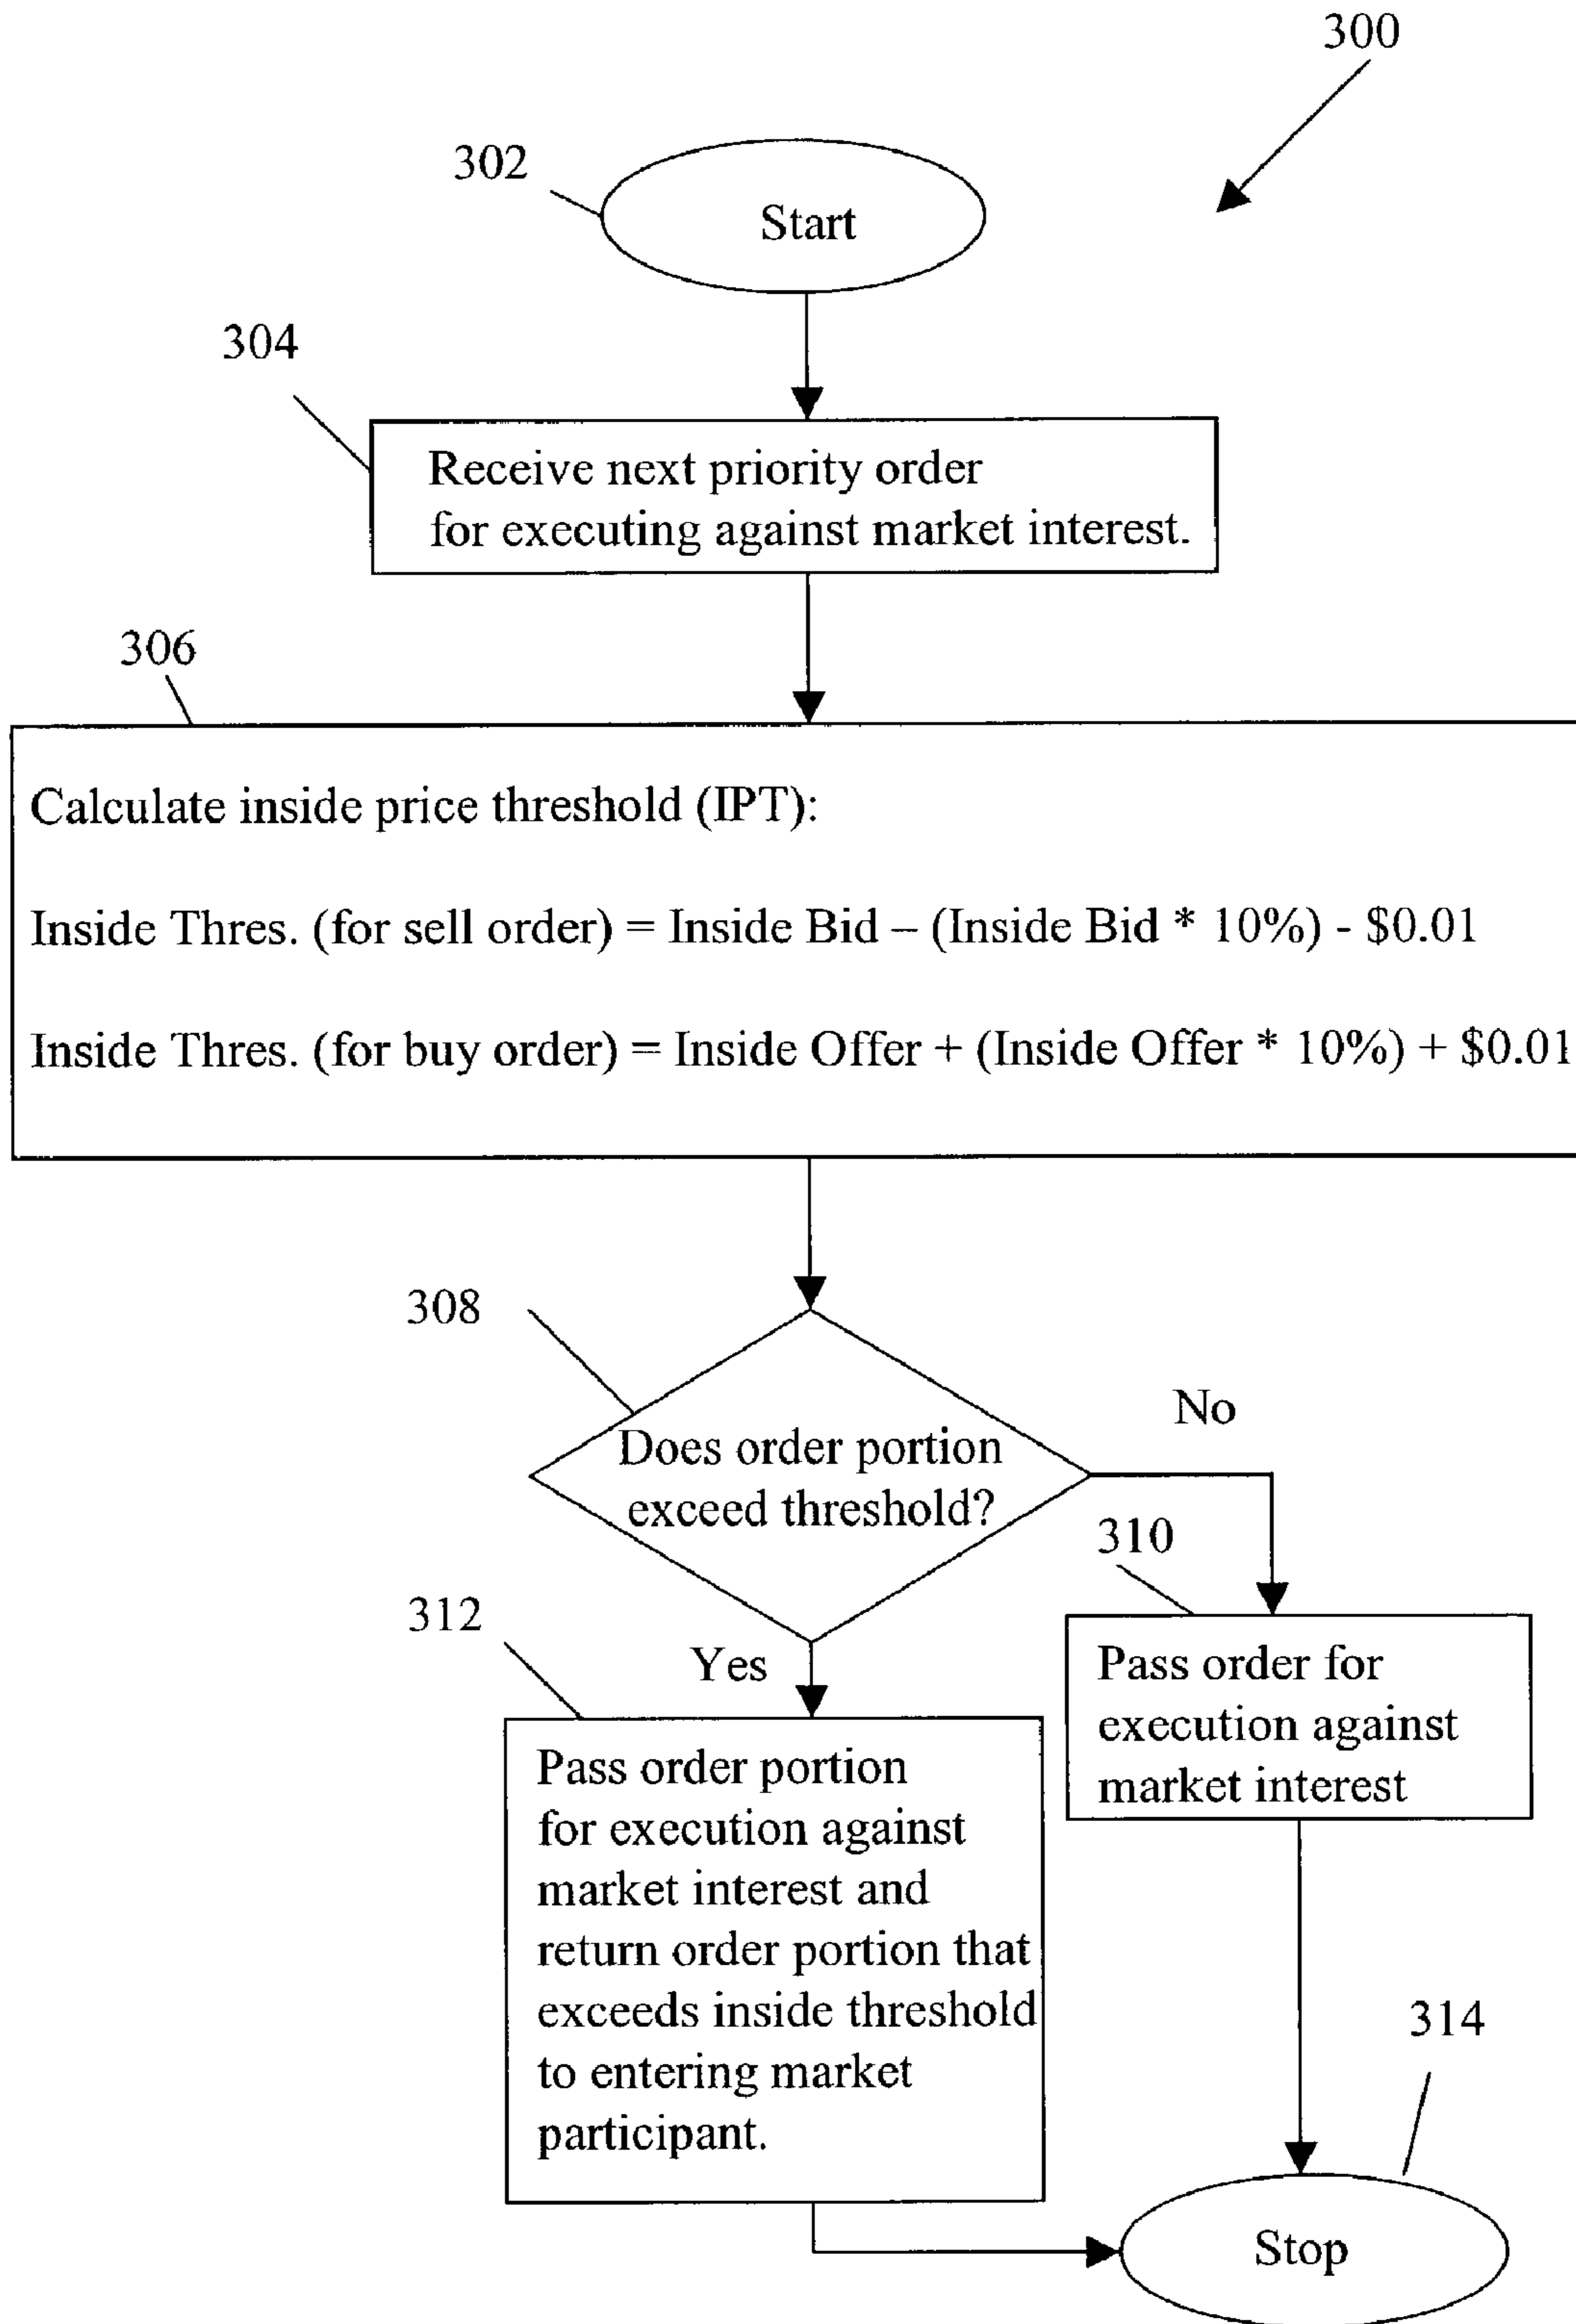 300
302
Start
304
Receive next priority order
for executing against market interest.
306
Calculate inside price threshold (IPT):
Inside Thres. (for sell order) = Inside Bid – (Inside Bid * 10%) - $0.01
Inside Thres. (for buy order) = Inside Offer + (Inside Offer * 10%) + $0.01
308
No
Does order portion
exceed threshold?
310
312
Yes
Pass order for
execution against
market interest
Pass order portion
for execution against
market interest and
return order portion that
exceeds inside threshold
to entering market
participant.
314
Stop